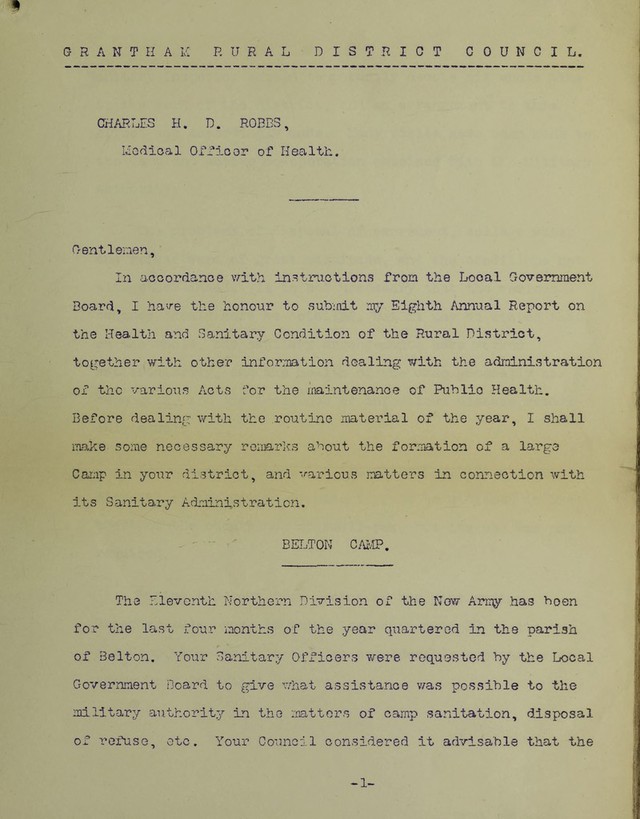 GRANTHAM RURAL DISTRICT COUNCIL.
CHARLES H. D. ROBBS,
Medical Officer of Health.
Gentlemen,
In accordance with instructions from the Local Government
Board, I have the honour to submit my Eighth Annual Report on
the Health and Sanitary Condition of the Rural District,
together with other information dealing with the administration
of the various Acts for the maintenance of Public Health.
Before dealing with the routine material of the year, I shall
make some necessary remarks about the formation of a large
Camp in your district, and various matters in connection with
its Sanitary Administration.
BELTON CAMP.
The Eleventh Northern Division of the New Army has been
for the last four months of the year quartered in the parish
of Belton. Your Sanitary Officers were requested by the Local
Government Board to give what assistance was possible to the
military authority in the matters of camp sanitation, disposal
of refuse, etc. Your Council considered it advisable that the
-1-